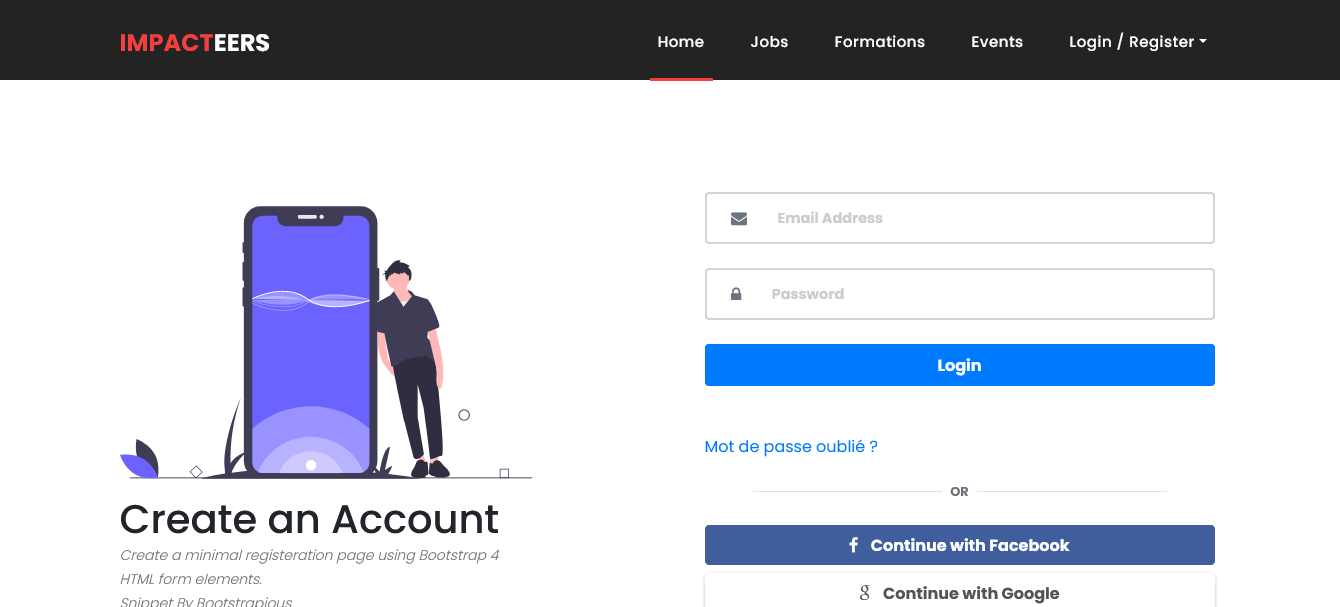 IMPACTEERS
Home Jobs Formations Events Login / Register
Email Address
Password
Login
Mot de passe oublié ?
OR
Continue with Facebook
Continue with Google
Create an Account
Create a minimal registeration page using Bootstrap 4
HTML form elements.
Snippet By Bootstrapious